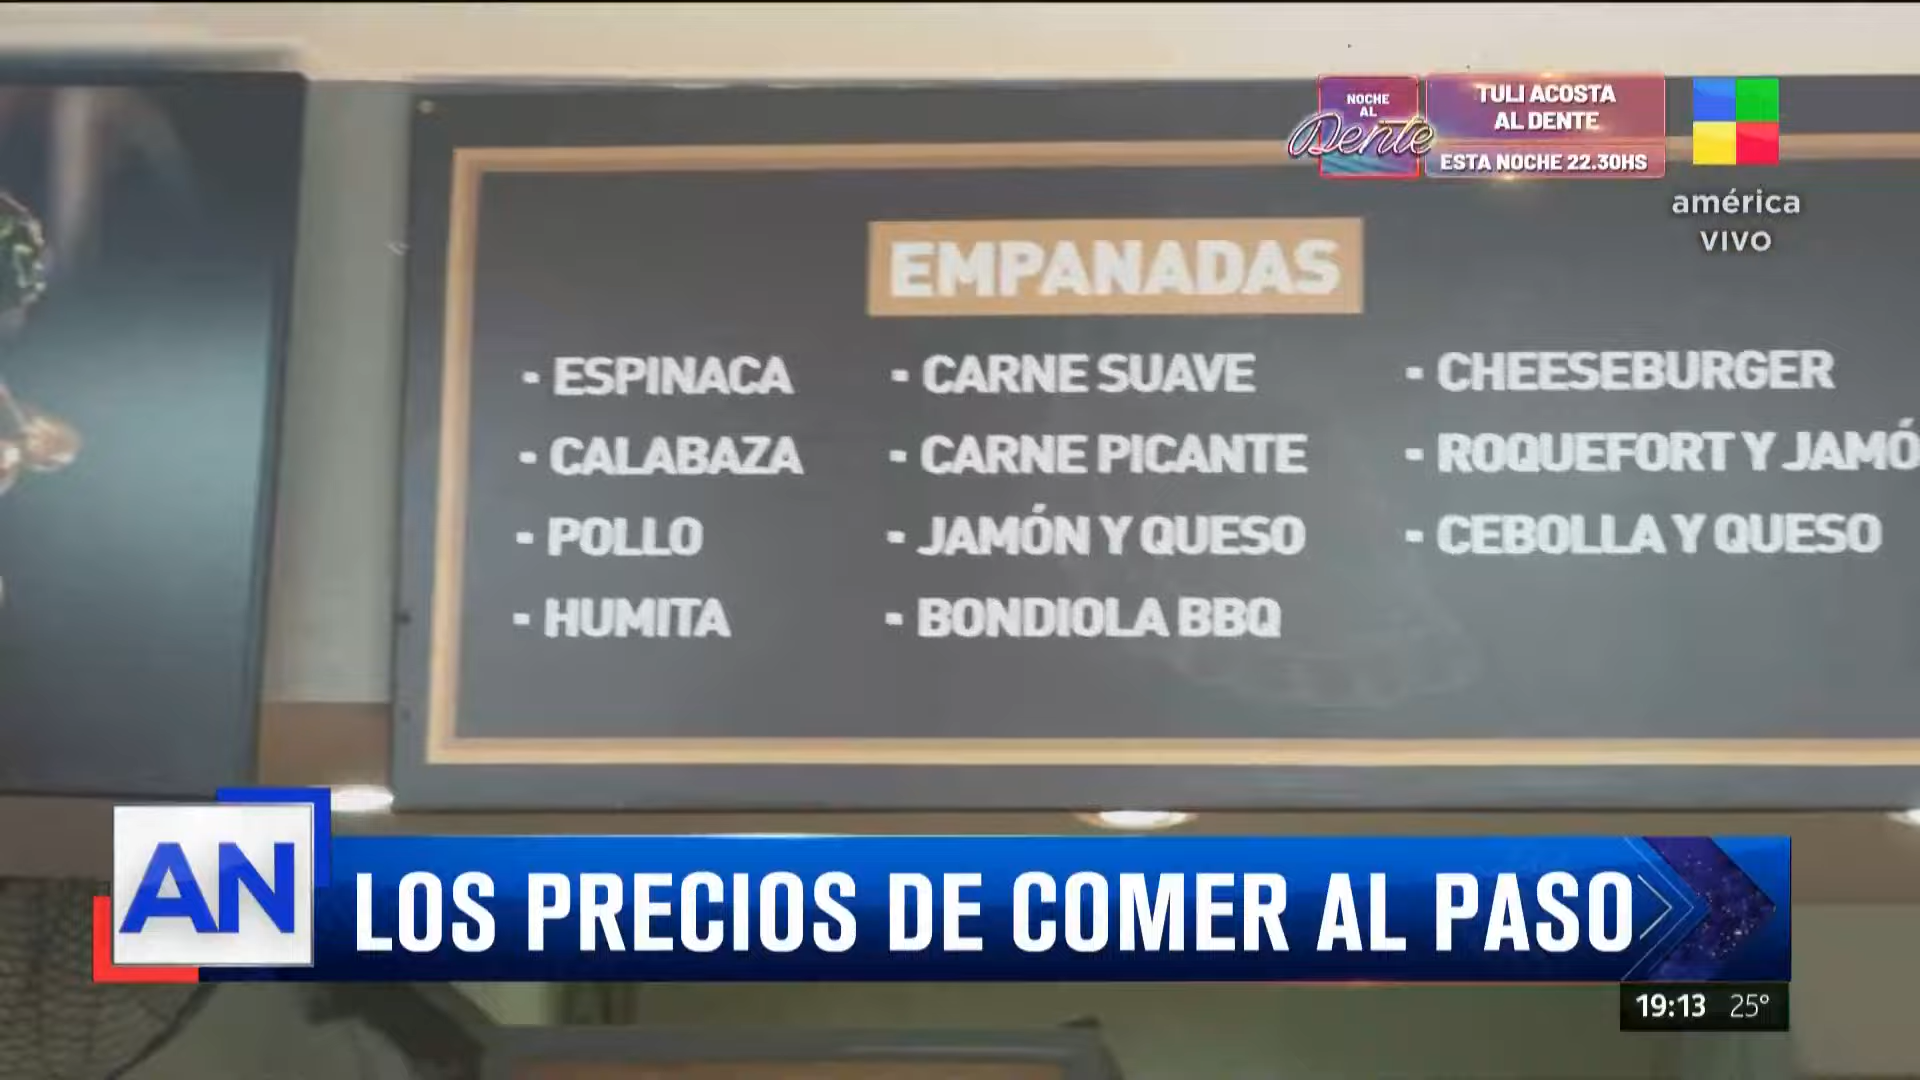 NOCHE
AL
Dente
TULI ACOSTA
AL DENTE
ESTA NOCHE 22.30HS
américa
VIVO
EMPANADAS
- ESPINACA
- CALABAZA
- POLLO
- HUMITA
- CARNE SUAVE
- CARNE PICANTE
- JAMÓN Y QUESO
- BONDIOLA BBQ
- CHEESEBURGER
- ROQUEFORT Y JAMÓ
- CEBOLLA Y QUESO
AN
LOS PRECIOS DE COMER AL PASO
19:13 25°